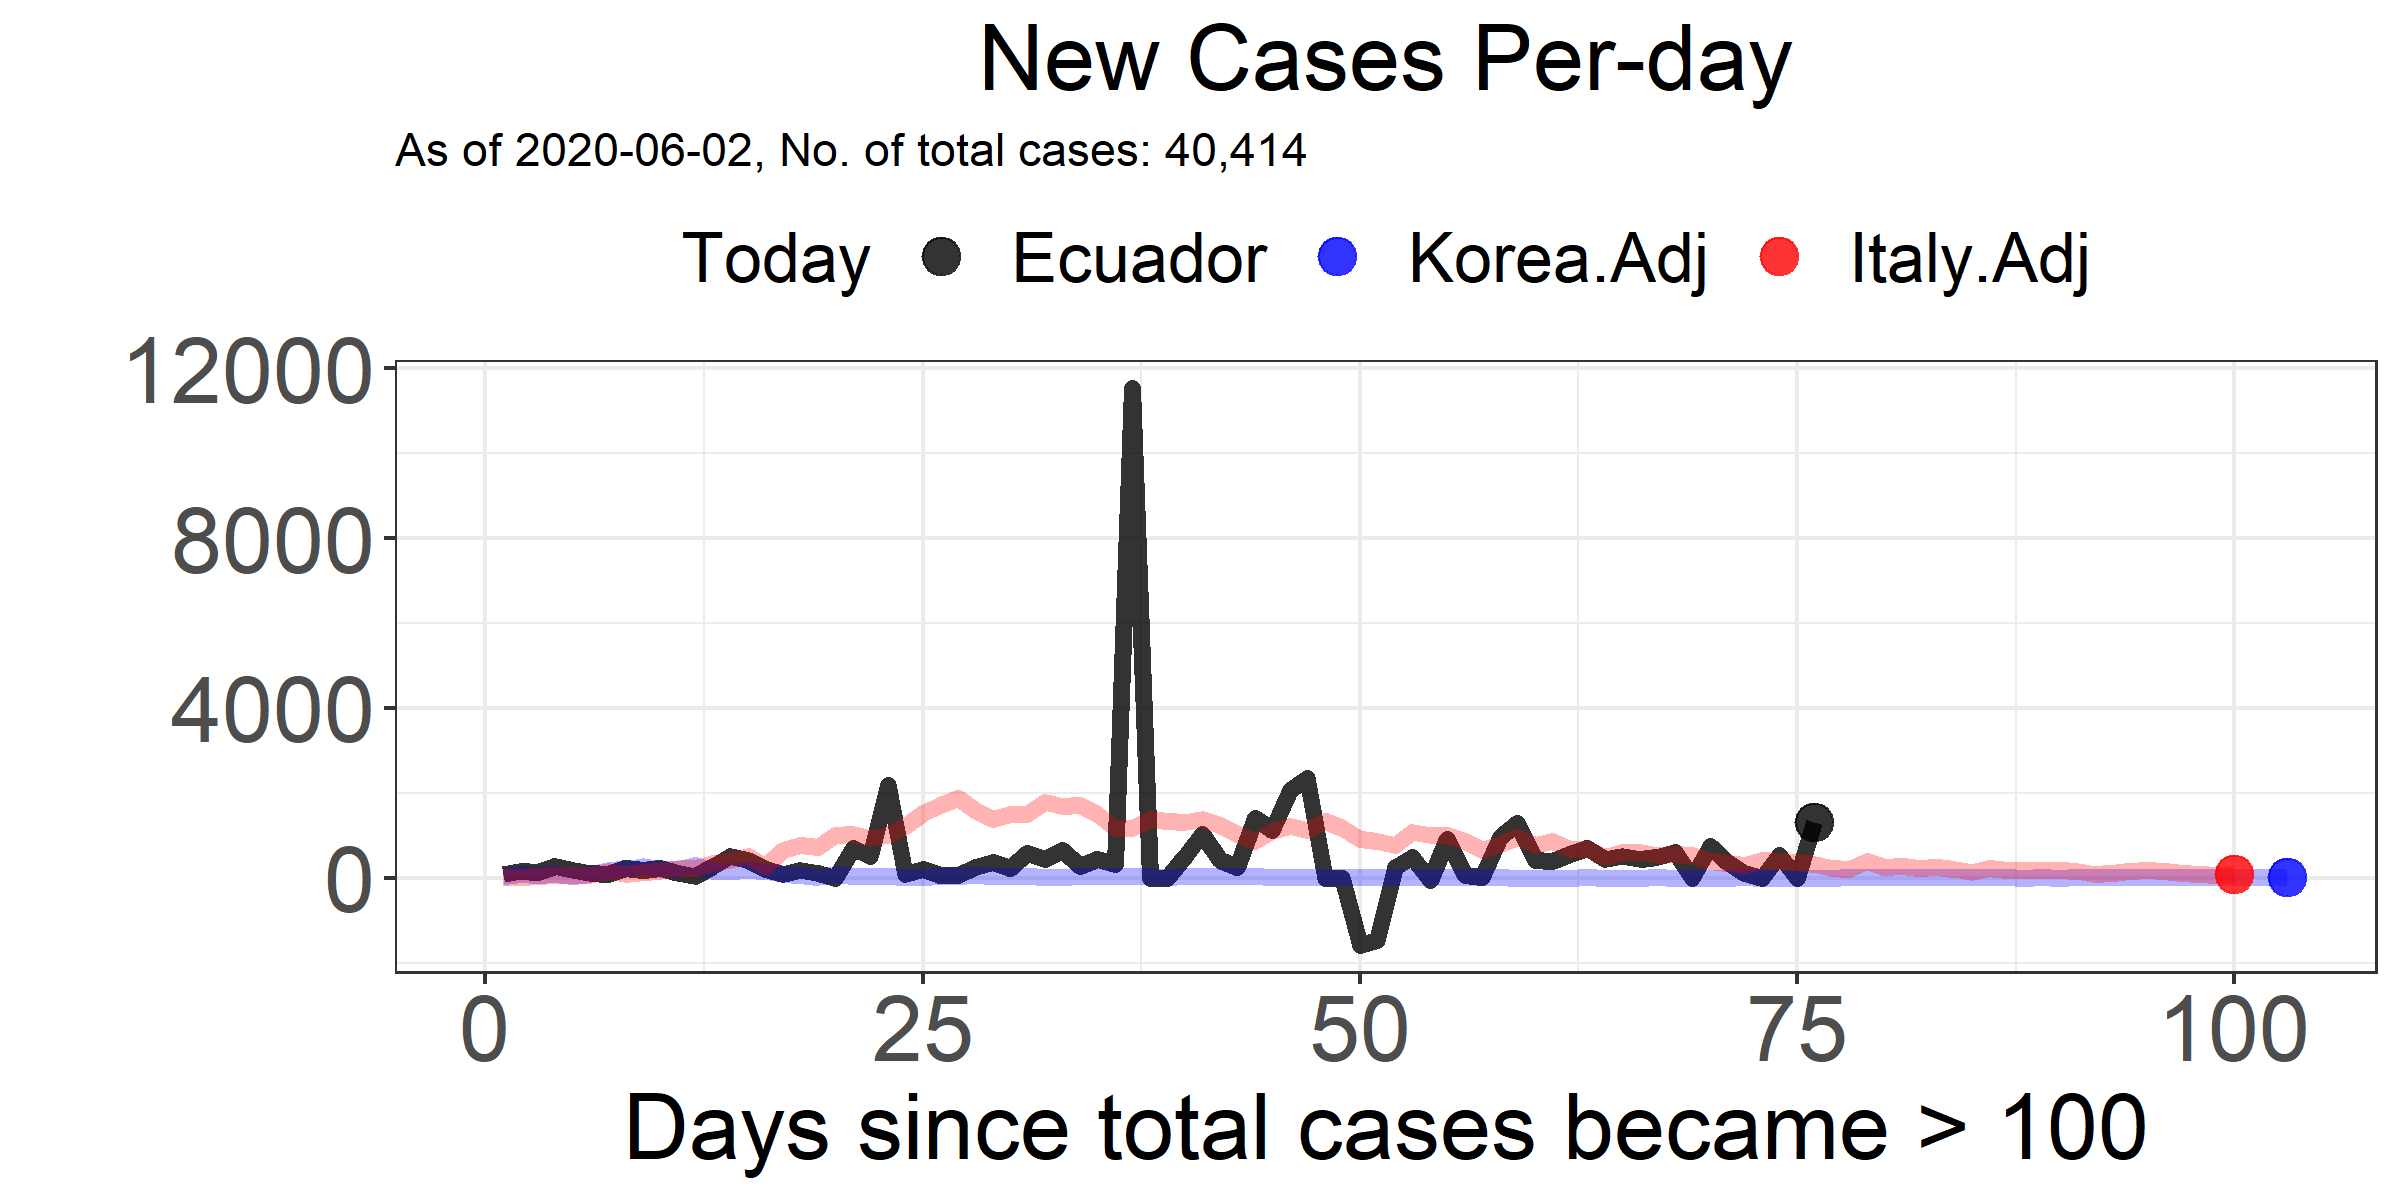 New Cases Per-day
As of 2020-06-02, No. of total cases: 40,414
Today Ecuador Korea.Adj Italy.Adj
12000
8000
4000
0
0 25 50 75 100
Days since total cases became > 100